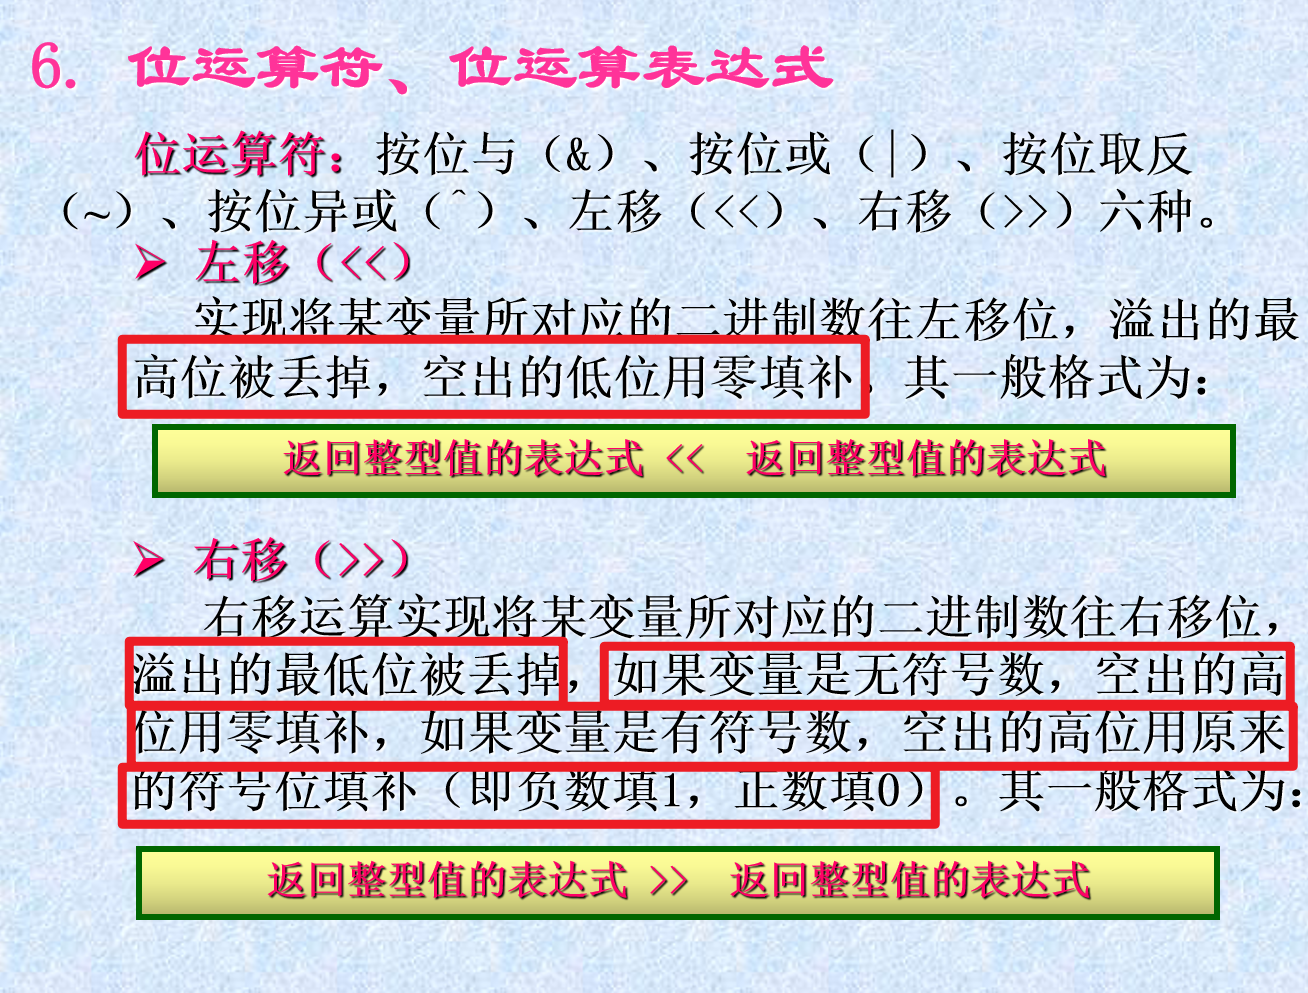 6. 位运算符、位运算表达式
位运算符：按位与（&）、按位或（|）、按位取反
（~）、按位异或（^）、左移（<<）、右移（>>）六种。
➢ 左移（<<）
实现将某变量所对应的二进制数往左移位，溢出的最
高位被丢掉，空出的低位用零填补。其一般格式为：
返回整型值的表达式 << 返回整型值的表达式
➢ 右移（>>）
右移运算实现将某变量所对应的二进制数往右移位，
溢出的最低位被丢掉，如果变量是无符号数，空出的高
位用零填补，如果变量是有符号数，空出的高位用原来
的符号位填补（即负数填1，正数填0）。其一般格式为：
返回整型值的表达式 >> 返回整型值的表达式